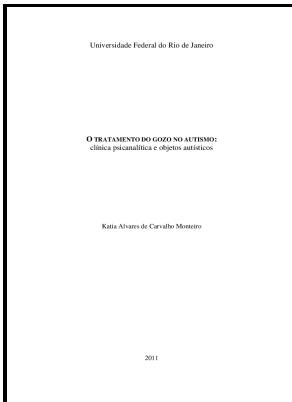 Universidade Federal do Rio de Janeiro
O TRATAMENTO DO GOZO NO AUTISMO:
clínica psicanalítica e objetos autísticos
Katia Alvares de Carvalho Monteiro
2011